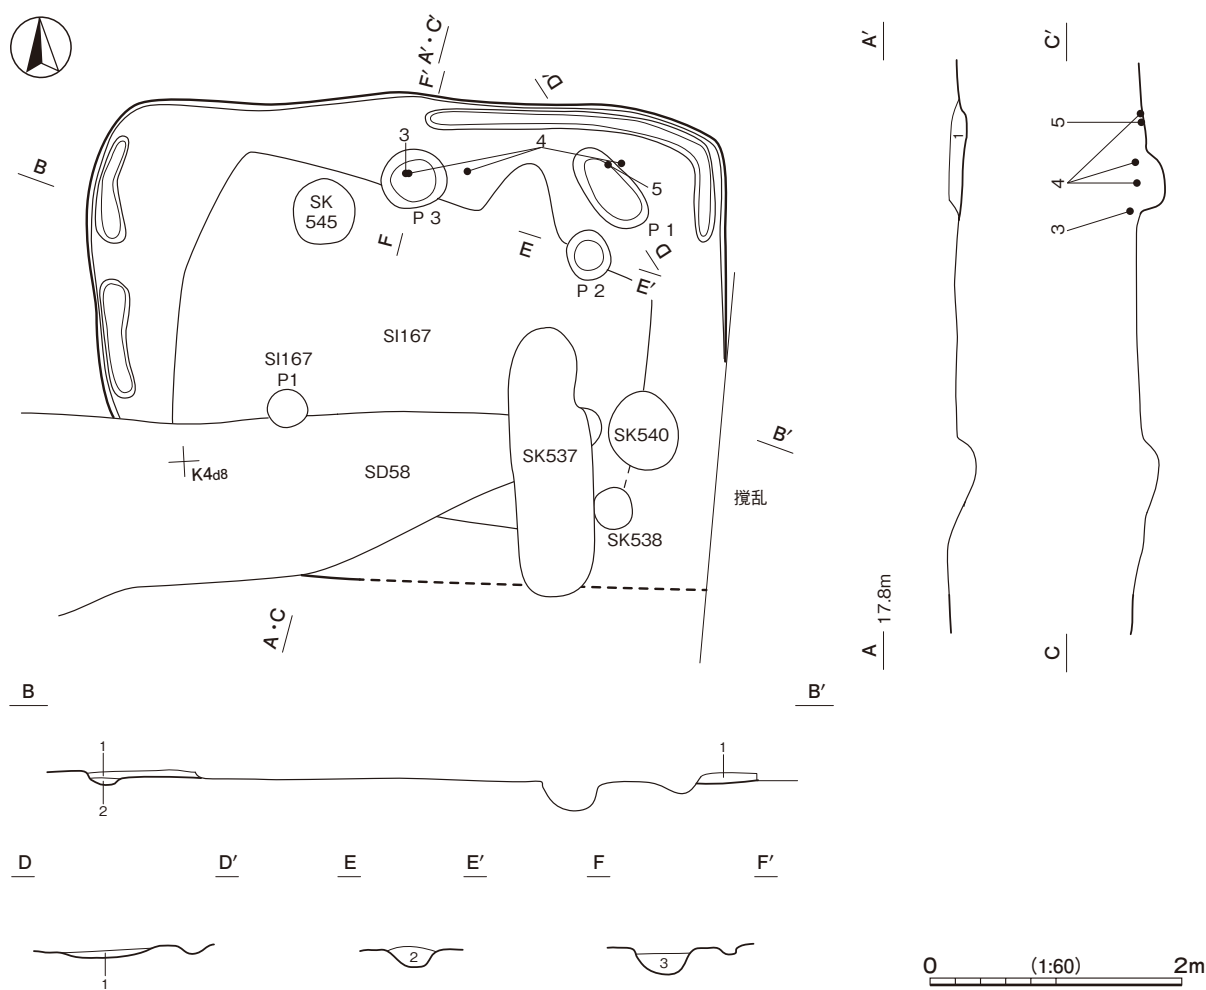 A′・C′
F′
D′
A′
C′
B
3
4
5
P 3
P 1
SK
545
F
E
D
E′
P 2
SI167
SI167
P1
SK540
SK537
B′
K4d8
SD58
撹乱
SK538
A・C
1
5
4
3
A 17.8m
C
B
B′
1
2
1
D
D′
E
E′
F
F′
1
2
3
0
(1:60)
2m